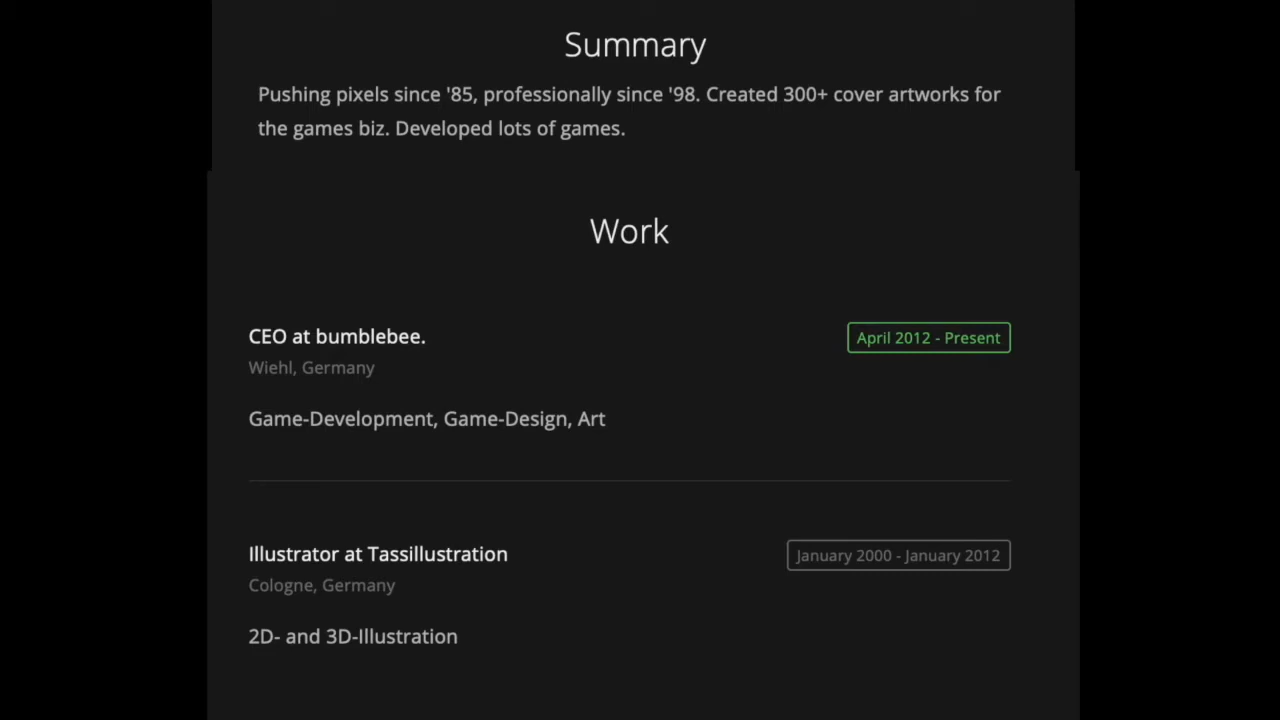 Summary
Pushing pixels since '85, professionally since '98. Created 300+ cover artworks for
the games biz. Developed lots of games.
Work
CEO at bumblebee.
April 2012 - Present
Wiehl, Germany
Game-Development, Game-Design, Art
Illustrator at Tassillustration
January 2000 - January 2012
Cologne, Germany
2D- and 3D-Illustration